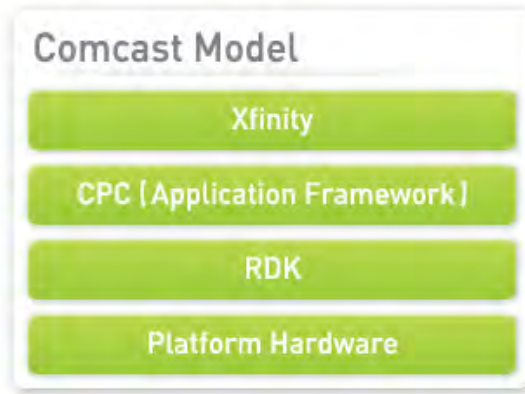 Comcast Model
Xfinity
CPC (Application Framework)
RDK
Platform Hardware